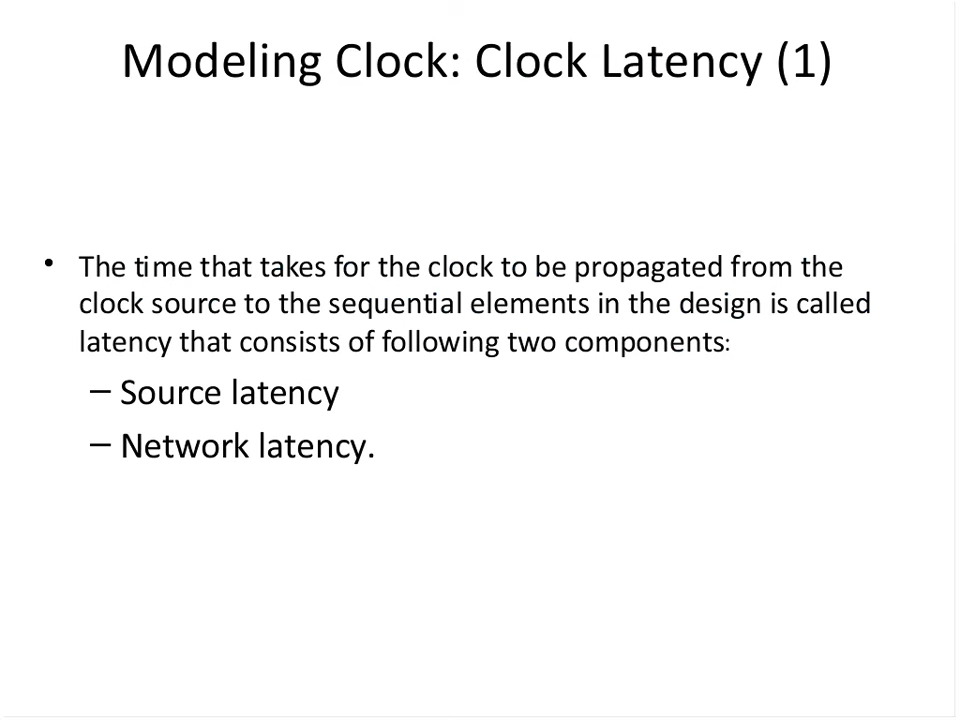 Modeling Clock: Clock Latency (1)
• The time that takes for the clock to be propagated from the
clock source to the sequential elements in the design is called
latency that consists of following two components:
– Source latency
– Network latency.